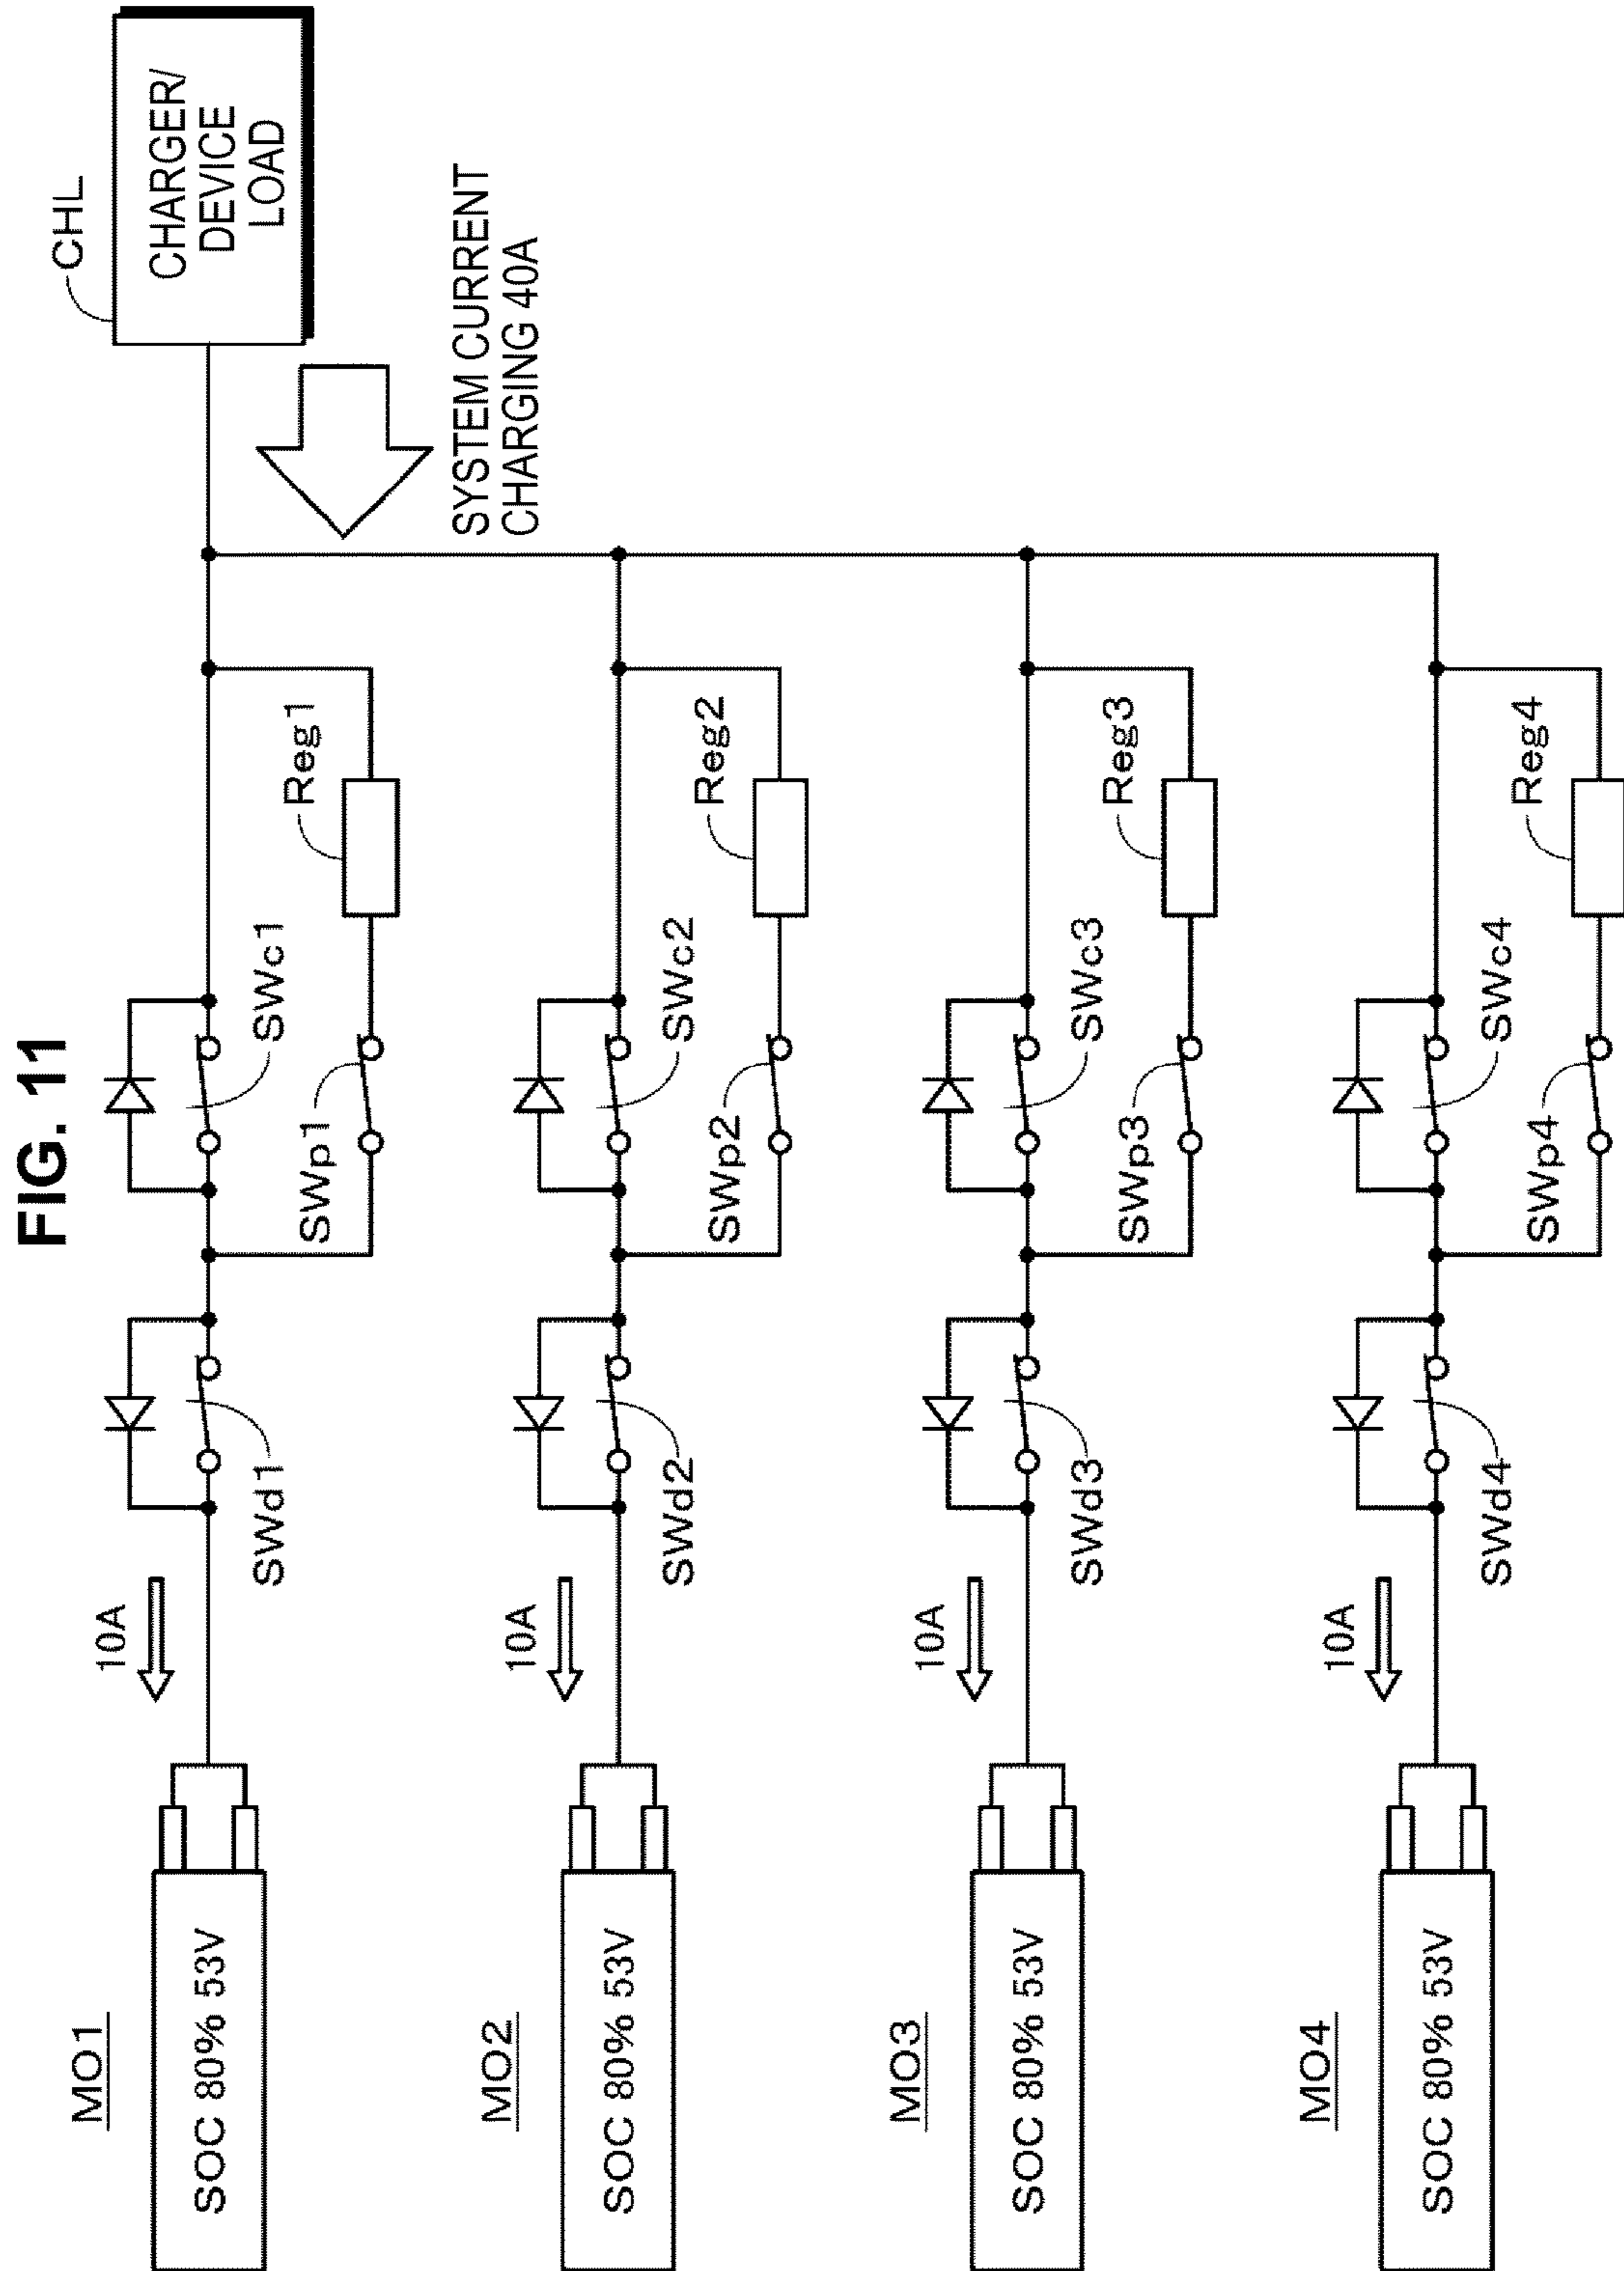 FIG. 11
MO1
SOC 80% 53V
10A
SWd1
SWc1
SWp1
Reg1
CHL
CHARGER/
DEVICE
LOAD
SYSTEM CURRENT
CHARGING 40A
MO2
SOC 80% 53V
10A
SWd2
SWc2
SWp2
Reg2
MO3
SOC 80% 53V
10A
SWd3
SWc3
SWp3
Reg3
MO4
SOC 80% 53V
10A
SWd4
SWc4
SWp4
Reg4